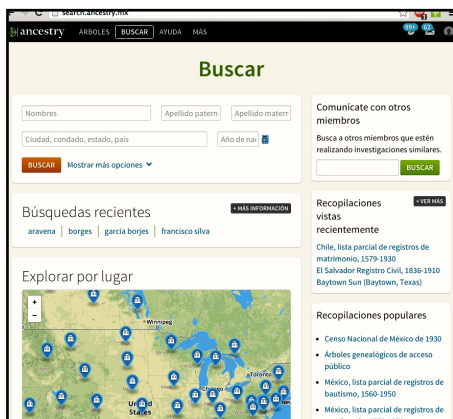 search.ancestry.mx
ancestry ÁRBOLES BUSCAR AYUDA MÁS
99+ 62
Buscar
Nombres Apellido patern Apellido matern
Ciudad, condado, estado, país Año de nac
BUSCAR Mostrar más opciones
Búsquedas recientes + MÁS INFORMACIÓN
aravena | borges | garcia borjes | francisco silva
Explorar por lugar
+
−
Winnipeg
Toronto
Chicago
United
States
Comunícate con otros
miembros
Busca a otros miembros que estén
realizando investigaciones similares.
BUSCAR
Recopilaciones + VER MÁS
vistas
recientemente
Chile, lista parcial de registros de
matrimonio, 1579-1930
El Salvador Registro Civil, 1836-1910
Baytown Sun (Baytown, Texas)
Recopilaciones populares
• Censo Nacional de México de 1930
• Árboles genealógicos de acceso
público
• México, lista parcial de registros de
bautismo, 1560-1950
• México, lista parcial de registros de